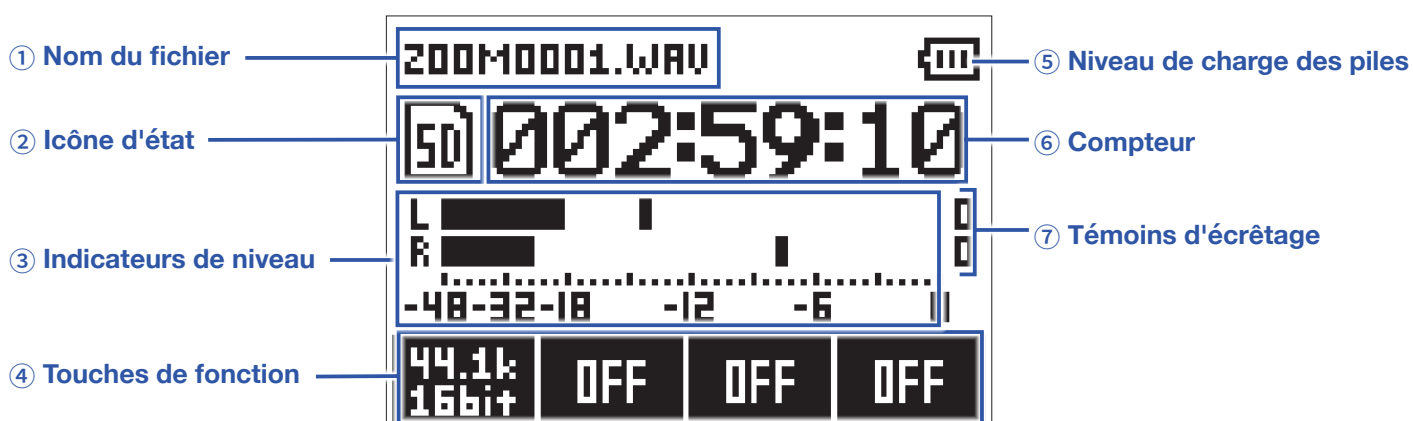 ① Nom du fichier
ZOOM0001.WAV
⑤ Niveau de charge des piles
② Icône d'état
SD
002:59:10
⑥ Compteur
③ Indicateurs de niveau
L
R
-48 -32 -18 -12 -6 0
⑦ Témoins d'écrêtage
④ Touches de fonction
44.1k
16bit
OFF
OFF
OFF